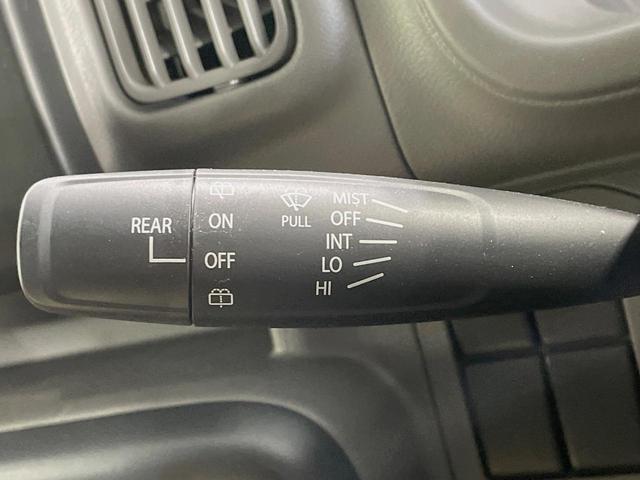 REAR
ON
OFF
PULL
MIST
OFF
INT
LO
HI